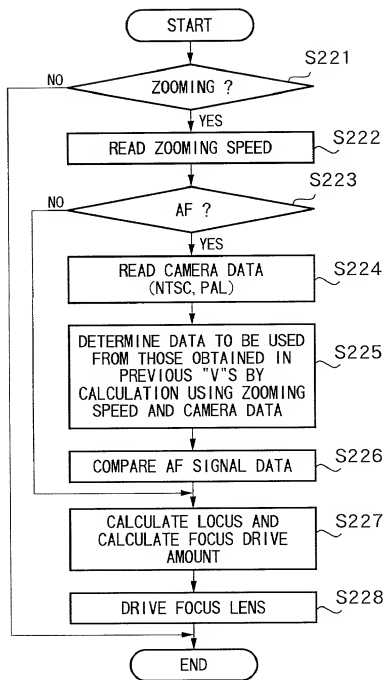 START
S221
NO
ZOOMING ?
YES
S222
READ ZOOMING SPEED
S223
NO
AF ?
YES
S224
READ CAMERA DATA
(NTSC, PAL)
S225
DETERMINE DATA TO BE USED
FROM THOSE OBTAINED IN
PREVIOUS "V"S BY
CALCULATION USING ZOOMING
SPEED AND CAMERA DATA
S226
COMPARE AF SIGNAL DATA
S227
CALCULATE LOCUS AND
CALCULATE FOCUS DRIVE
AMOUNT
S228
DRIVE FOCUS LENS
END